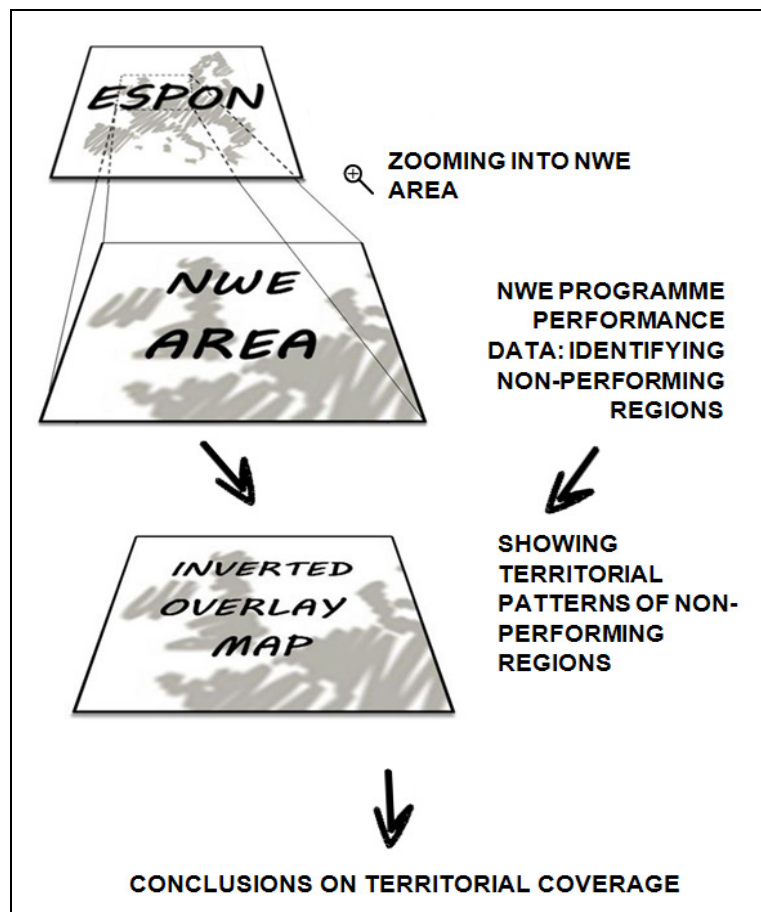 ESPON
ZOOMING INTO NWE
AREA
NWE
AREA
NWE PROGRAMME
PERFORMANCE
DATA: IDENTIFYING
NON-PERFORMING
REGIONS
INVERTED
OVERLAY
MAP
SHOWING
TERRITORIAL
PATTERNS OF NON-
PERFORMING
REGIONS
CONCLUSIONS ON TERRITORIAL COVERAGE